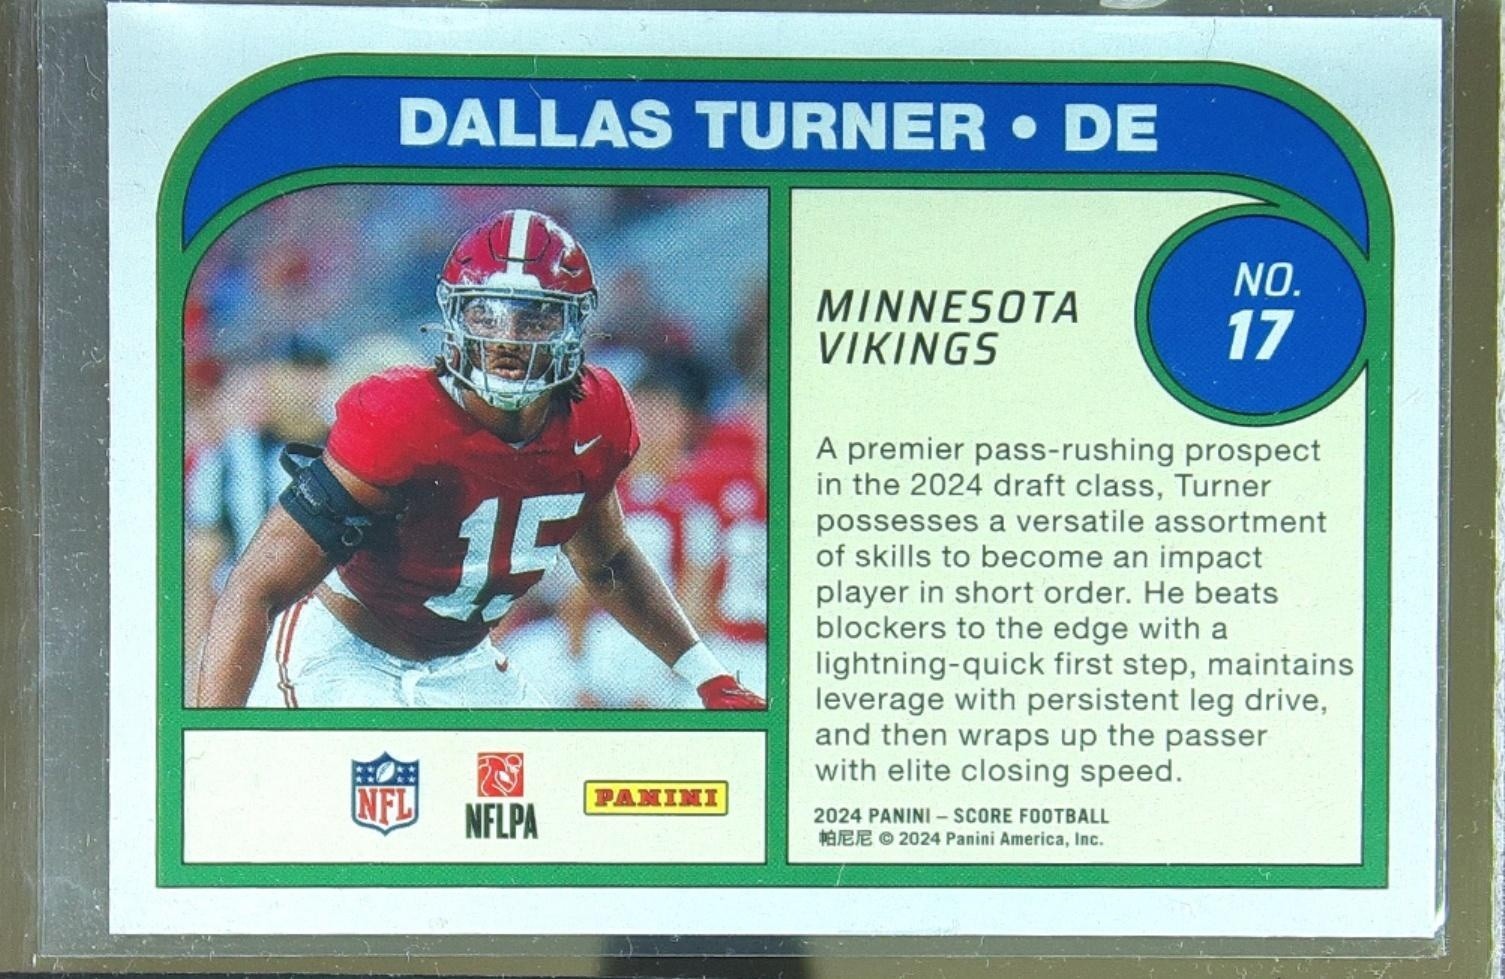 DALLAS TURNER • DE
NO.
17
MINNESOTA
VIKINGS
15
A premier pass-rushing prospect
in the 2024 draft class, Turner
possesses a versatile assortment
of skills to become an impact
player in short order. He beats
blockers to the edge with a
lightning-quick first step, maintains
leverage with persistent leg drive,
and then wraps up the passer
with elite closing speed.
2024 PANINI – SCORE FOOTBALL
帕尼尼 © 2024 Panini America, Inc.
NFL
NFLPA
PANINI